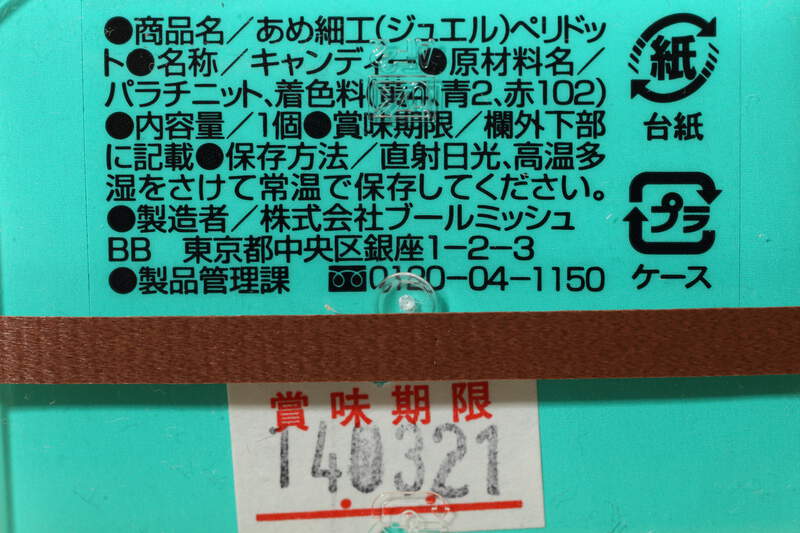 ●商品名／あめ細工(ジュエル)ペリドッ
ト●名称／キャンディー●原材料名／
パラチニット、着色料(黄4、青2、赤102)
●内容量／1個●賞味期限／欄外下部
に記載●保存方法／直射日光、高温多
湿をさけて常温で保存してください。
●製造者／株式会社ブールミッシュ
BB 東京都中央区銀座1-2-3
●製品管理課 0120-04-1150
紙
台紙
プラ
ケース
賞味期限
140321